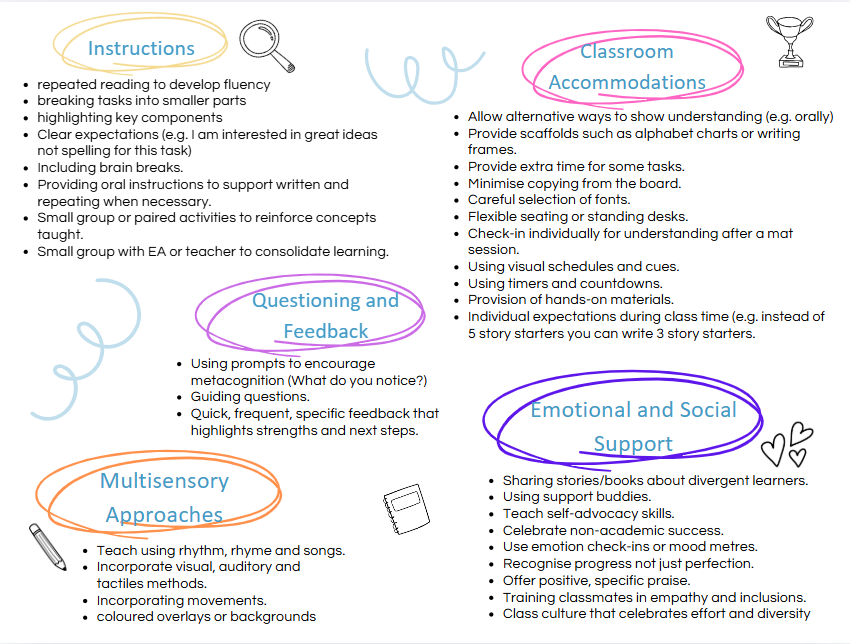 Instructions
• repeated reading to develop fluency
• breaking tasks into smaller parts
• highlighting key components
• Clear expectations (e.g. I am interested in great ideas
not spelling for this task)
• Including brain breaks.
• Providing oral instructions to support written and
repeating when necessary.
• Small group or paired activities to reinforce concepts
taught.
• Small group with EA or teacher to consolidate learning.
Classroom
Accommodations
• Allow alternative ways to show understanding (e.g. orally)
• Provide scaffolds such as alphabet charts or writing
frames.
• Provide extra time for some tasks.
• Minimise copying from the board.
• Careful selection of fonts.
• Flexible seating or standing desks.
• Check-in individually for understanding after a mat
session.
• Using visual schedules and cues.
• Using timers and countdowns.
• Provision of hands-on materials.
• Individual expectations during class time (e.g. instead of
5 story starters you can write 3 story starters.
Questioning and
Feedback
• Using prompts to encourage
metacognition (What do you notice?)
• Guiding questions.
• Quick, frequent, specific feedback that
highlights strengths and next steps.
Emotional and Social
Support
• Sharing stories/books about divergent learners.
• Using support buddies.
• Teach self-advocacy skills.
• Celebrate non-academic success.
• Use emotion check-ins or mood metres.
• Recognise progress not just perfection.
• Offer positive, specific praise.
• Training classmates in empathy and inclusions.
• Class culture that celebrates effort and diversity
Multisensory
Approaches
• Teach using rhythm, rhyme and songs.
• Incorporate visual, auditory and
tactiles methods.
• Incorporating movements.
• coloured overlays or backgrounds